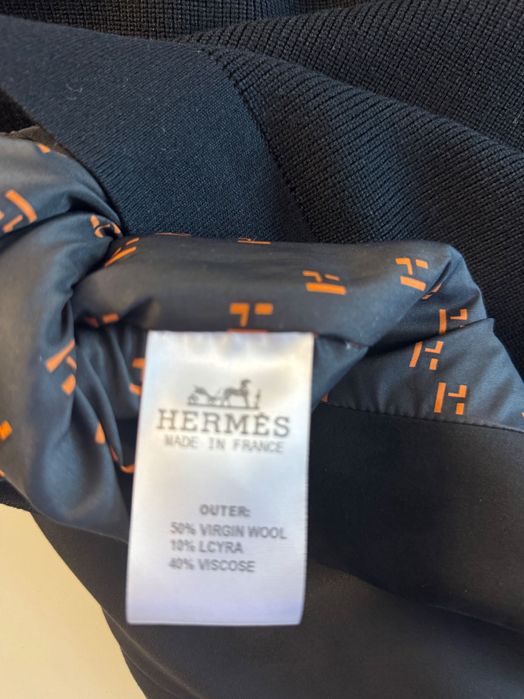 HERMÈS
MADE IN FRANCE
OUTER:
50% VIRGIN WOOL
10% LCYRA
40% VISCOSE